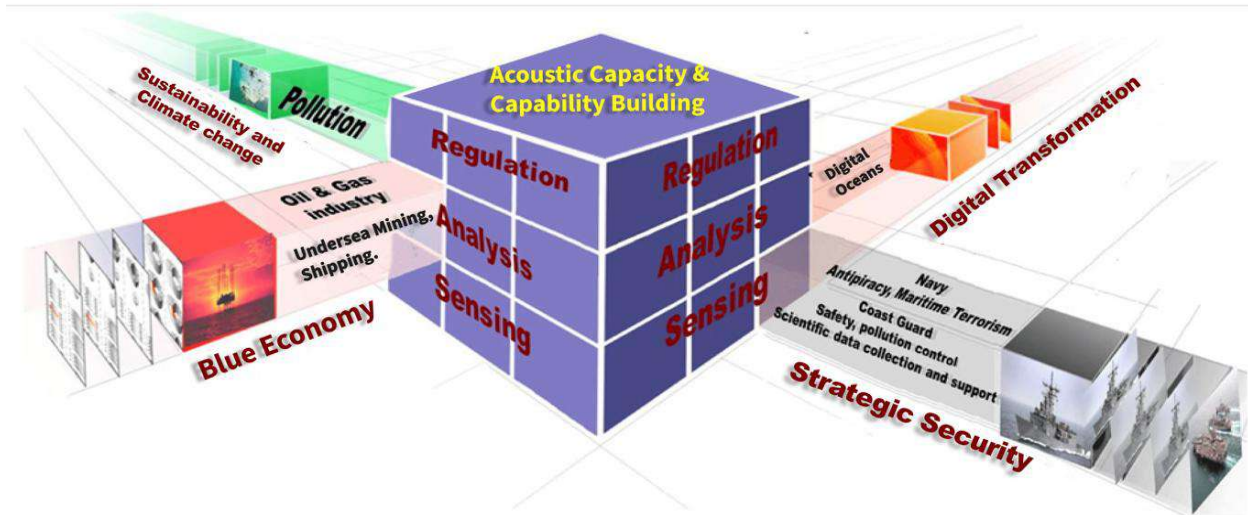 Acoustic Capacity &
Capability Building
Regulation
Analysis
Sensing
Regulation
Analysis
Sensing
Sustainability and
Climate change
Pollution
Oil & Gas
industry
Undersea Mining,
Shipping.
Blue Economy
Digital
Oceans
Digital Transformation
Navy
Antipiracy, Maritime Terrorism
Coast Guard
Safety, pollution control
Scientific data collection and support
Strategic Security